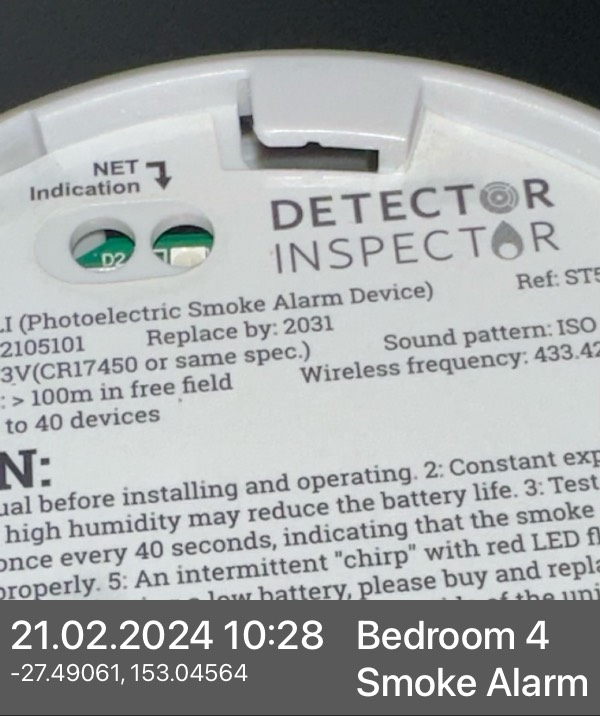 NET
Indication
D2
DETECTOR
INSPECTOR
LI (Photoelectric Smoke Alarm Device)
Ref: ST5
2105101 Replace by: 2031
Sound pattern: ISO
3V(CR17450 or same spec.)
Wireless frequency: 433.42
: > 100m in free field
to 40 devices
N:
ual before installing and operating. 2: Constant exp
high humidity may reduce the battery life. 3: Test
once every 40 seconds, indicating that the smoke
properly. 5: An intermittent "chirp" with red LED fl
low battery, please buy and repla
of the uni
21.02.2024 10:28
-27.49061, 153.04564
Bedroom 4
Smoke Alarm